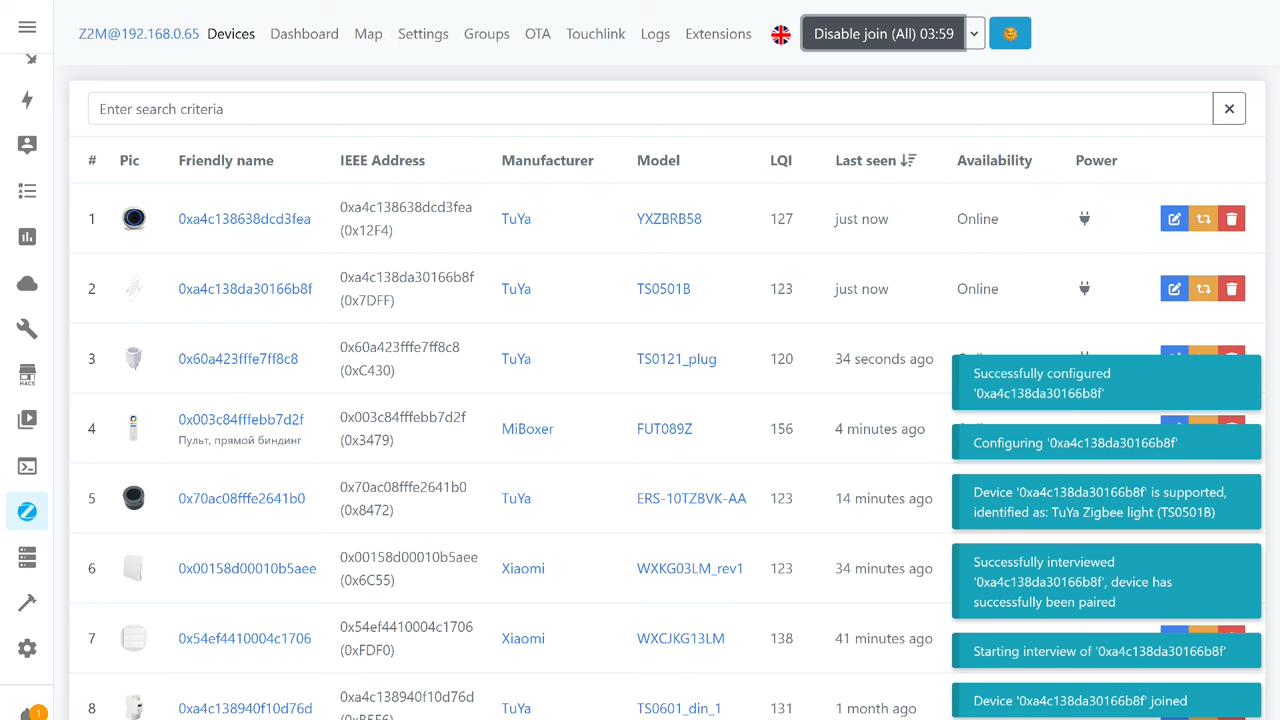 Z2M@192.168.0.65 Devices Dashboard Map Settings Groups OTA Touchlink Logs Extensions Disable join (All) 03:59
Enter search criteria
# Pic Friendly name IEEE Address Manufacturer Model LQI Last seen Availability Power
1 0xa4c138638dcd3fea 0xa4c138638dcd3fea (0x12F4) TuYa YXZBRB58 127 just now Online
2 0xa4c138da30166b8f 0xa4c138da30166b8f (0x7DFF) TuYa TS0501B 123 just now Online
3 0x60a423fffe7ff8c8 0x60a423fffe7ff8c8 (0xC430) TuYa TS0121_plug 120 34 seconds ago
4 0x003c84fffebb7d2f Пульт, прямой биндинг 0x003c84fffebb7d2f (0x3479) MiBoxer FUT089Z 156 4 minutes ago
5 0x70ac08fffe2641b0 0x70ac08fffe2641b0 (0x8472) TuYa ERS-10TZBVK-AA 123 14 minutes ago
6 0x00158d00010b5aee 0x00158d00010b5aee (0x6C55) Xiaomi WXKG03LM_rev1 123 34 minutes ago
7 0x54ef4410004c1706 0x54ef4410004c1706 (0xFDF0) Xiaomi WXCJKG13LM 138 41 minutes ago
8 0xa4c138940f10d76d 0xa4c138940f10d76d TuYa TS0601_din_1 131 1 month ago
Successfully configured
'0xa4c138da30166b8f'
Configuring '0xa4c138da30166b8f'
Device '0xa4c138da30166b8f' is supported,
identified as: TuYa Zigbee light (TS0501B)
Successfully interviewed
'0xa4c138da30166b8f', device has
successfully been paired
Starting interview of '0xa4c138da30166b8f'
Device '0xa4c138da30166b8f' joined
HACS
1